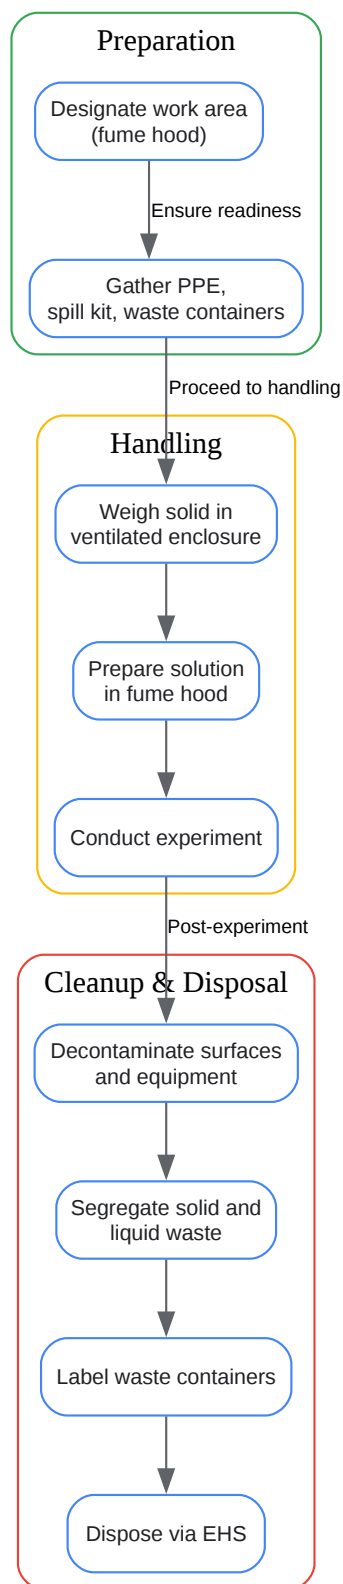 Preparation
Designate work area
(fume hood)
Ensure readiness
Gather PPE,
spill kit, waste containers
Proceed to handling
Handling
Weigh solid in
ventilated enclosure
Prepare solution
in fume hood
Conduct experiment
Post-experiment
Cleanup & Disposal
Decontaminate surfaces
and equipment
Segregate solid and
liquid waste
Label waste containers
Dispose via EHS